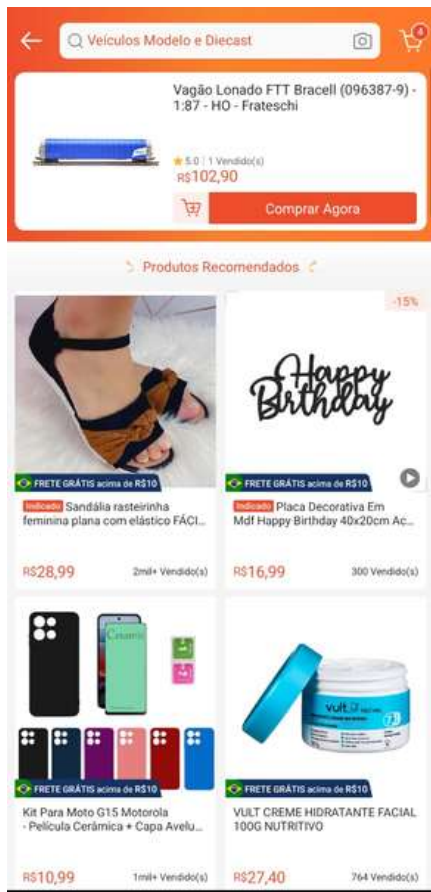 Veículos Modelo e Diecast
4
Vagão Lonado FTT Bracell (096387-9) -
1:87 - HO - Frateschi
5.0 | 1 Vendido(s)
R$102,90
Comprar Agora
Produtos Recomendados
-15%
Happy
Birthday
FRETE GRÁTIS acima de R$10
FRETE GRÁTIS acima de R$10
Indicado Sandália rasteirinha
feminina plana com elástico FÁCI...
Indicado Placa Decorativa Em
Mdf Happy Birthday 40x20cm Ac...
R$28,99
2mil+ Vendido(s)
R$16,99
300 Vendido(s)
vult
FRETE GRÁTIS acima de R$10
FRETE GRÁTIS acima de R$10
Kit Para Moto G15 Motorola
- Película Cerâmica + Capa Avelu...
VULT CREME HIDRATANTE FACIAL
100G NUTRITIVO
R$10,99
1mil+ Vendido(s)
R$27,40
764 Vendido(s)